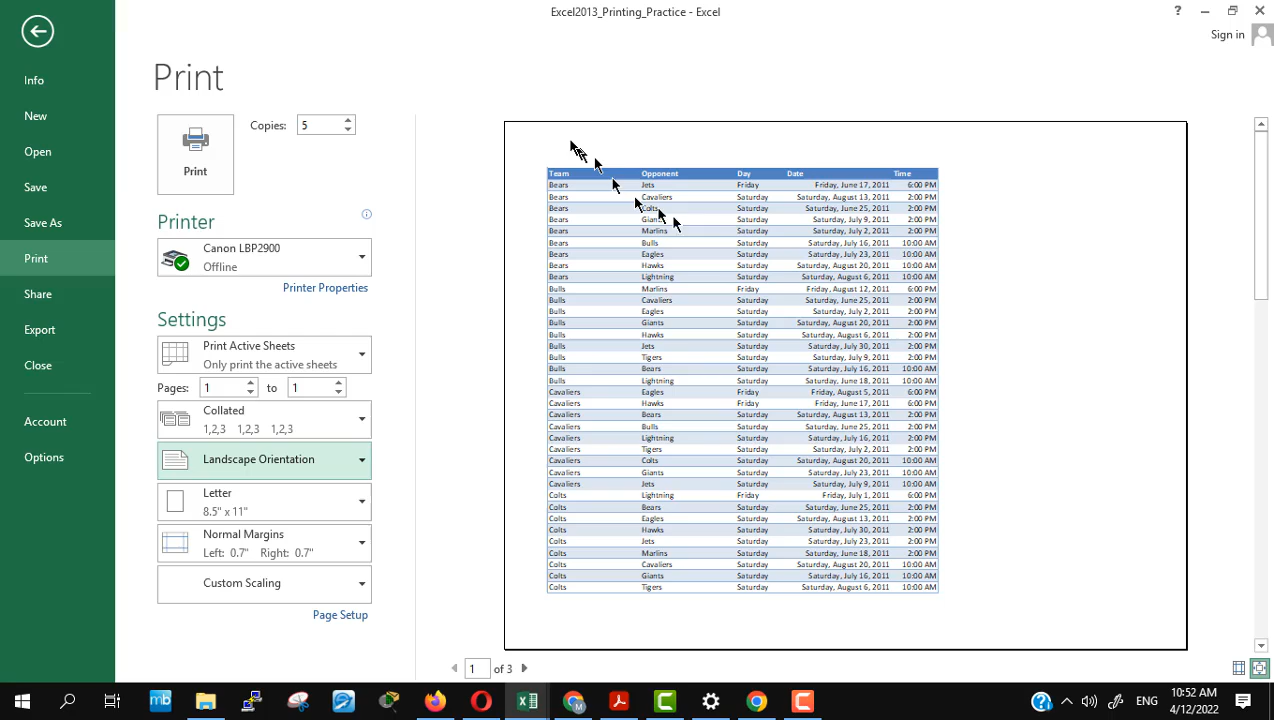 Excel2013_Printing_Practice - Excel
?
Sign in
Info
New
Open
Save
Save As
Print
Share
Export
Close
Account
Options
Print
Print
Copies: 5
Printer
Canon LBP2900
Offline
Printer Properties
Settings
Print Active Sheets
Only print the active sheets
Pages: 1 to 1
Collated
1,2,3 1,2,3 1,2,3
Landscape Orientation
Letter
8.5" x 11"
Normal Margins
Left: 0.7" Right: 0.7"
Custom Scaling
Page Setup
Team Opponent Day Date Time
Bears Jets Friday Friday, June 17, 2011 6:00 PM
Bears Cavaliers Saturday Saturday, August 13, 2011 2:00 PM
Bears Colts Saturday Saturday, June 25, 2011 2:00 PM
Bears Giants Saturday Saturday, July 9, 2011 2:00 PM
Bears Marlins Saturday Saturday, July 2, 2011 2:00 PM
Bears Bulls Saturday Saturday, July 16, 2011 10:00 AM
Bears Eagles Saturday Saturday, July 23, 2011 10:00 AM
Bears Hawks Saturday Saturday, August 20, 2011 10:00 AM
Bears Lightning Saturday Saturday, August 6, 2011 10:00 AM
Bulls Marlins Friday Friday, August 12, 2011 6:00 PM
Bulls Cavaliers Saturday Saturday, June 25, 2011 2:00 PM
Bulls Eagles Saturday Saturday, July 2, 2011 2:00 PM
Bulls Giants Saturday Saturday, August 20, 2011 2:00 PM
Bulls Hawks Saturday Saturday, August 6, 2011 2:00 PM
Bulls Jets Saturday Saturday, July 30, 2011 2:00 PM
Bulls Tigers Saturday Saturday, July 9, 2011 2:00 PM
Bulls Bears Saturday Saturday, July 16, 2011 10:00 AM
Bulls Lightning Saturday Saturday, June 18, 2011 10:00 AM
Cavaliers Eagles Friday Friday, August 5, 2011 6:00 PM
Cavaliers Hawks Friday Friday, June 17, 2011 6:00 PM
Cavaliers Bears Saturday Saturday, August 13, 2011 2:00 PM
Cavaliers Bulls Saturday Saturday, June 25, 2011 2:00 PM
Cavaliers Lightning Saturday Saturday, August 6, 2011 2:00 PM
Cavaliers Tigers Saturday Saturday, July 2, 2011 2:00 PM
Cavaliers Colts Saturday Saturday, August 20, 2011 10:00 AM
Cavaliers Giants Saturday Saturday, July 23, 2011 10:00 AM
Cavaliers Jets Saturday Saturday, July 9, 2011 10:00 AM
Colts Lightning Friday Friday, July 1, 2011 6:00 PM
Colts Bears Saturday Saturday, June 25, 2011 2:00 PM
Colts Eagles Saturday Saturday, August 13, 2011 2:00 PM
Colts Hawks Saturday Saturday, July 30, 2011 2:00 PM
Colts Jets Saturday Saturday, July 23, 2011 2:00 PM
Colts Marlins Saturday Saturday, June 18, 2011 2:00 PM
Colts Cavaliers Saturday Saturday, August 20, 2011 10:00 AM
Colts Giants Saturday Saturday, July 16, 2011 10:00 AM
Colts Tigers Saturday Saturday, August 6, 2011 10:00 AM
1 of 3
mb
M
ENG
10:52 AM
4/12/2022